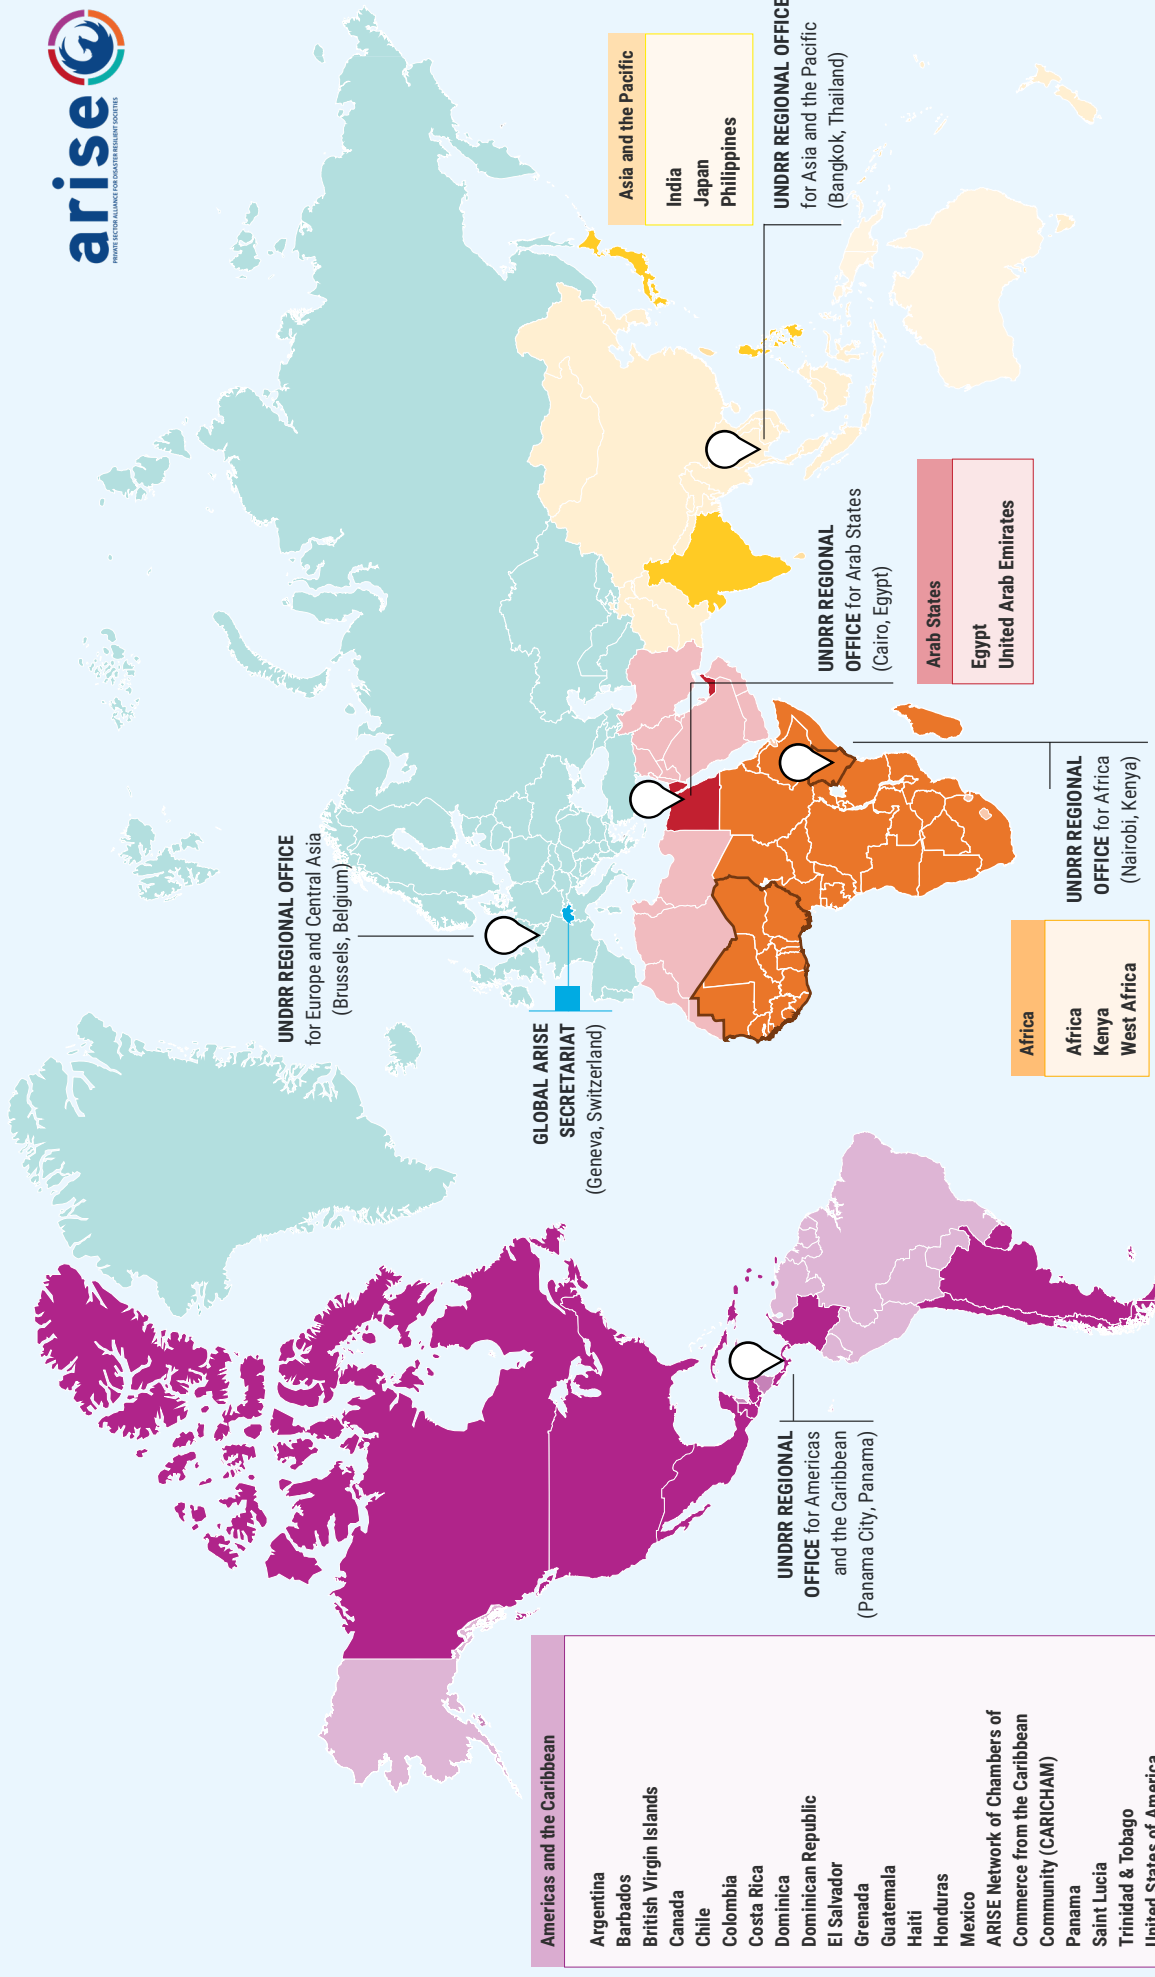 arise
PRIVATE SECTOR ALLIANCE FOR DISASTER RESILIENT SOCIETIES
UNDRR REGIONAL OFFICE
for Europe and Central Asia
(Brussels, Belgium)
GLOBAL ARISE
SECRETARIAT
(Geneva, Switzerland)
Asia and the Pacific
India
Japan
Philippines
UNDRR REGIONAL OFFICE
for Asia and the Pacific
(Bangkok, Thailand)
UNDRR REGIONAL
OFFICE for Arab States
(Cairo, Egypt)
Arab States
Egypt
United Arab Emirates
UNDRR REGIONAL
OFFICE for Africa
(Nairobi, Kenya)
Africa
Africa
Kenya
West Africa
UNDRR REGIONAL
OFFICE for Americas
and the Caribbean
(Panama City, Panama)
Americas and the Caribbean
Argentina
Barbados
British Virgin Islands
Canada
Chile
Colombia
Costa Rica
Dominica
Dominican Republic
El Salvador
Grenada
Guatemala
Haiti
Honduras
Mexico
ARISE Network of Chambers of
Commerce from the Caribbean
Community (CARICHAM)
Panama
Saint Lucia
Trinidad & Tobago
United States of America